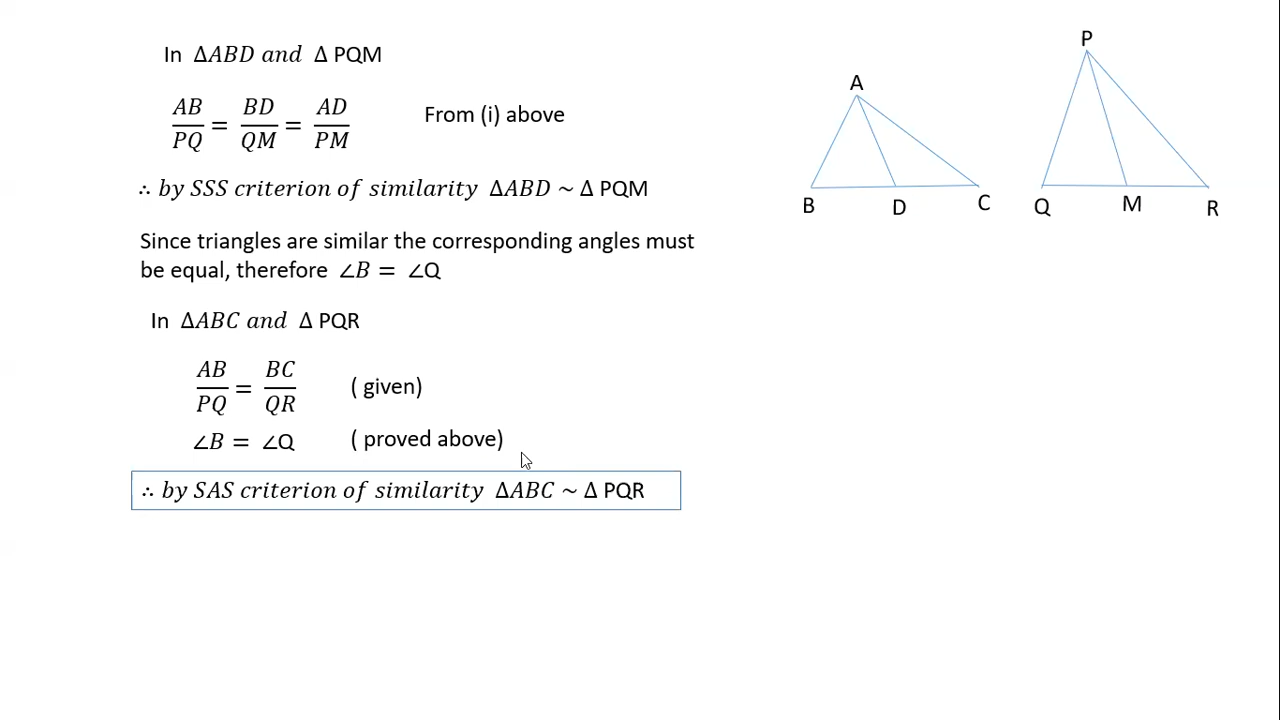 In ΔABD and Δ PQM
AB/PQ = BD/QM = AD/PM From (i) above
∴ by SSS criterion of similarity ΔABD ~ Δ PQM
Since triangles are similar the corresponding angles must
be equal, therefore ∠B = ∠Q
In ΔABC and Δ PQR
AB/PQ = BC/QR ( given)
∠B = ∠Q ( proved above)
∴ by SAS criterion of similarity ΔABC ~ Δ PQR
P
A
B D C Q M R